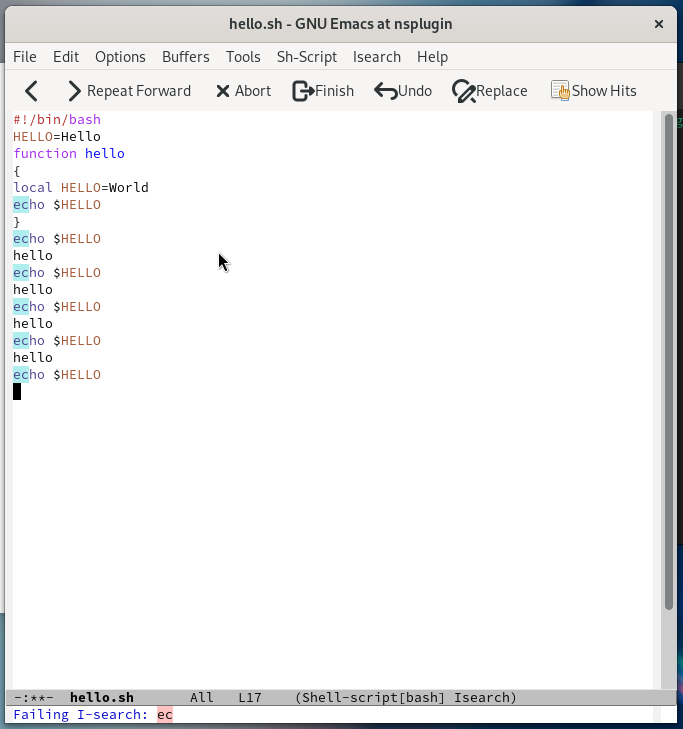 hello.sh - GNU Emacs at nsplugin ×
File Edit Options Buffers Tools Sh-Script Isearch Help
Repeat Forward Abort Finish Undo Replace Show Hits
#!/bin/bash
HELLO=Hello
function hello
{
local HELLO=World
echo $HELLO
}
echo $HELLO
hello
echo $HELLO
hello
echo $HELLO
hello
echo $HELLO
hello
echo $HELLO
-:**- hello.sh All L17 (Shell-script[bash] Isearch)
Failing I-search: ec